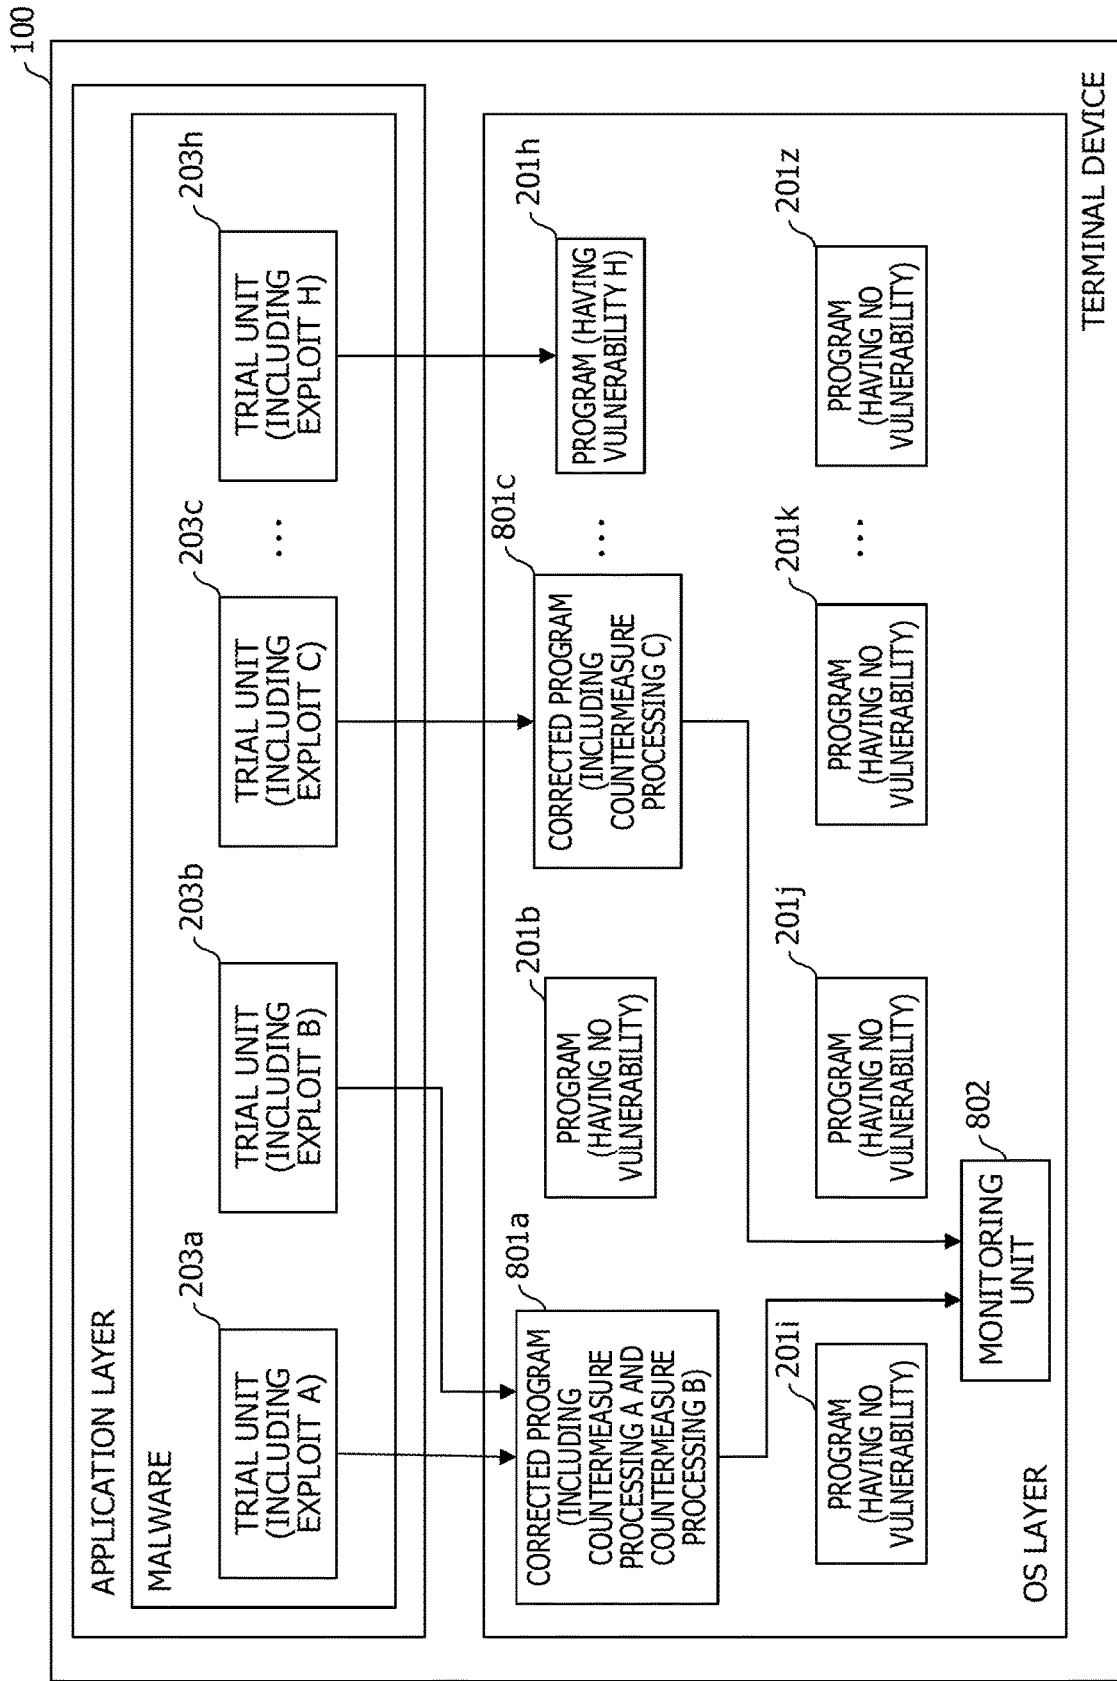 100
APPLICATION LAYER
MALWARE
203a
TRIAL UNIT
(INCLUDING
EXPLOIT A)
203b
TRIAL UNIT
(INCLUDING
EXPLOIT B)
203c
TRIAL UNIT
(INCLUDING
EXPLOIT C)
...
203h
TRIAL UNIT
(INCLUDING
EXPLOIT H)
801a
CORRECTED PROGRAM
(INCLUDING
COUNTERMEASURE
PROCESSING A AND
COUNTERMEASURE
PROCESSING B)
201b
PROGRAM
(HAVING NO
VULNERABILITY)
801c
CORRECTED PROGRAM
(INCLUDING
COUNTERMEASURE
PROCESSING C)
...
201h
PROGRAM (HAVING
VULNERABILITY H)
201i
PROGRAM
(HAVING NO
VULNERABILITY)
201j
PROGRAM
(HAVING NO
VULNERABILITY)
201k
PROGRAM
(HAVING NO
VULNERABILITY)
...
201z
PROGRAM
(HAVING NO
VULNERABILITY)
802
MONITORING
UNIT
OS LAYER
TERMINAL DEVICE